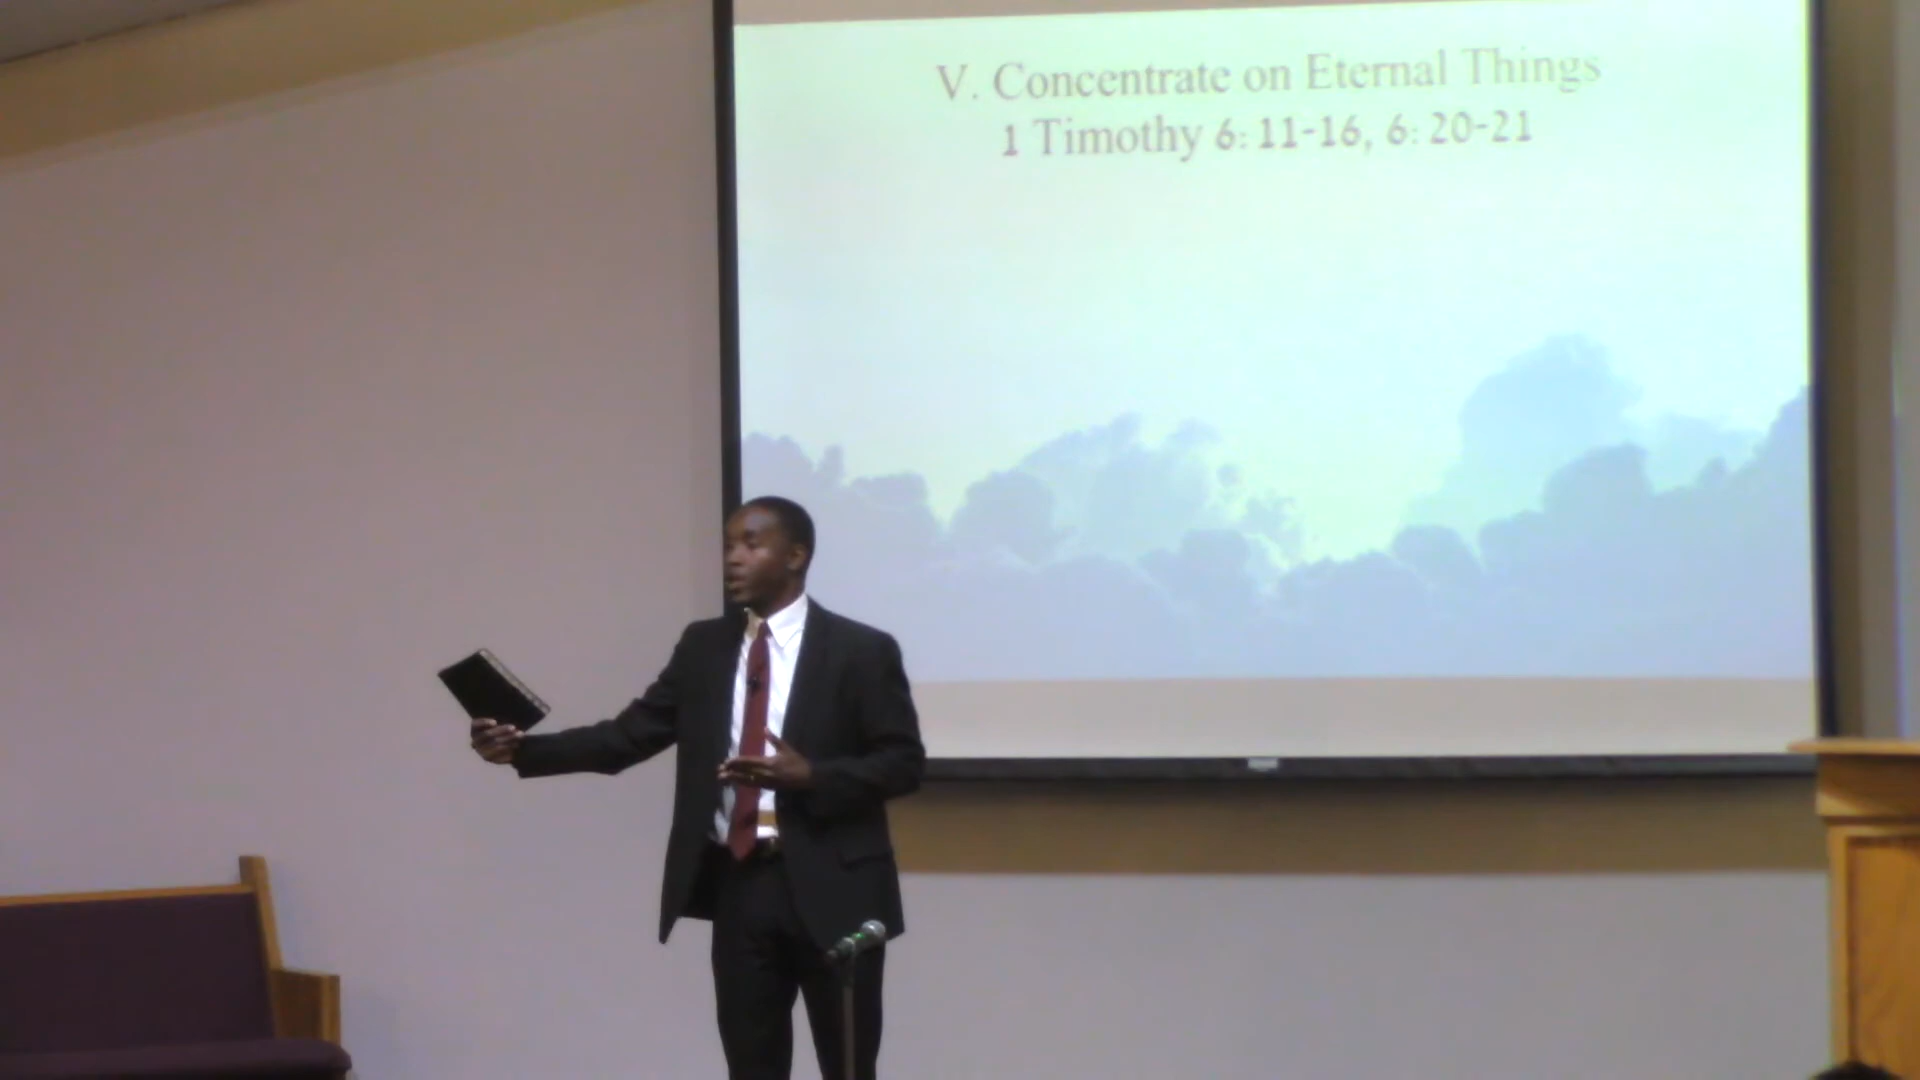 V. Concentrate on Eternal Things
1 Timothy 6: 11-16, 6: 20-21